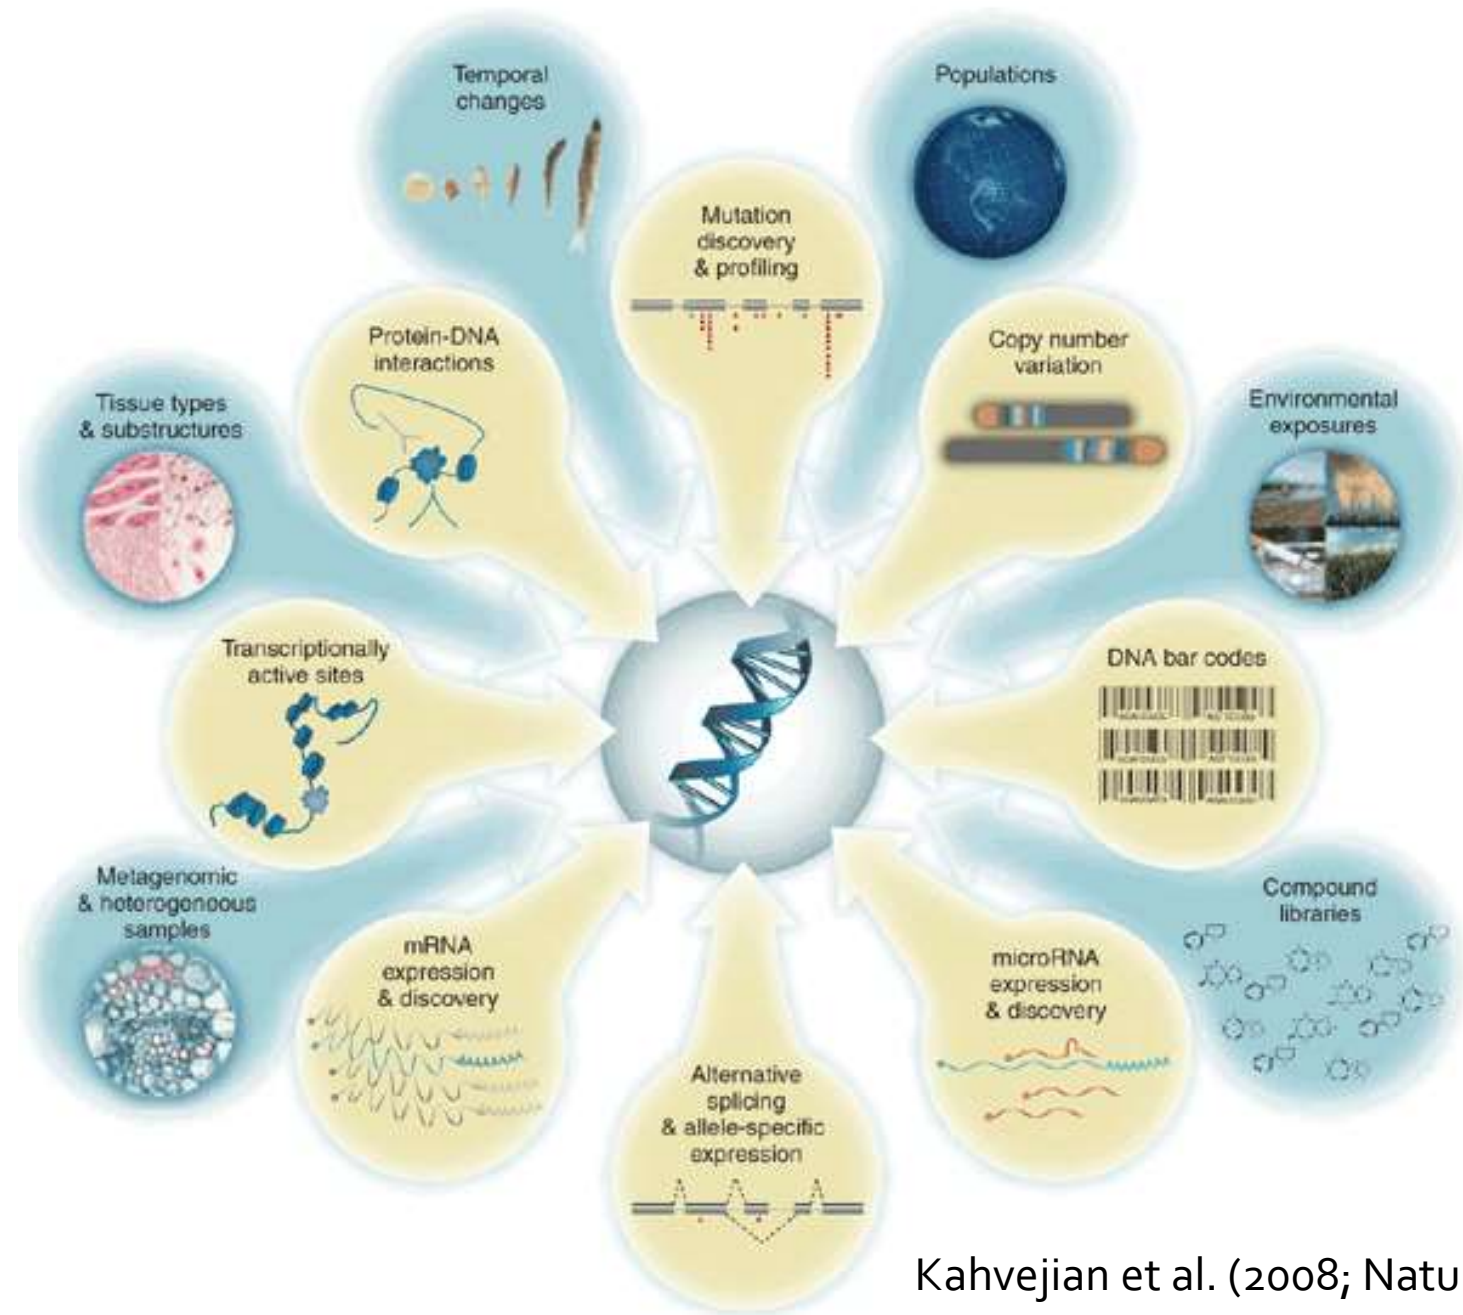 Temporal
changes
Populations
Mutation
discovery
& profiling
Protein-DNA
interactions
Copy number
variation
Tissue types
& substructures
Environmental
exposures
Transcriptionally
active sites
DNA bar codes
Metagenomic
& heterogeneous
samples
Compound
libraries
mRNA
expression
& discovery
microRNA
expression
& discovery
Alternative
splicing
& allele-specific
expression
Kahvejian et al. (2008; Natu